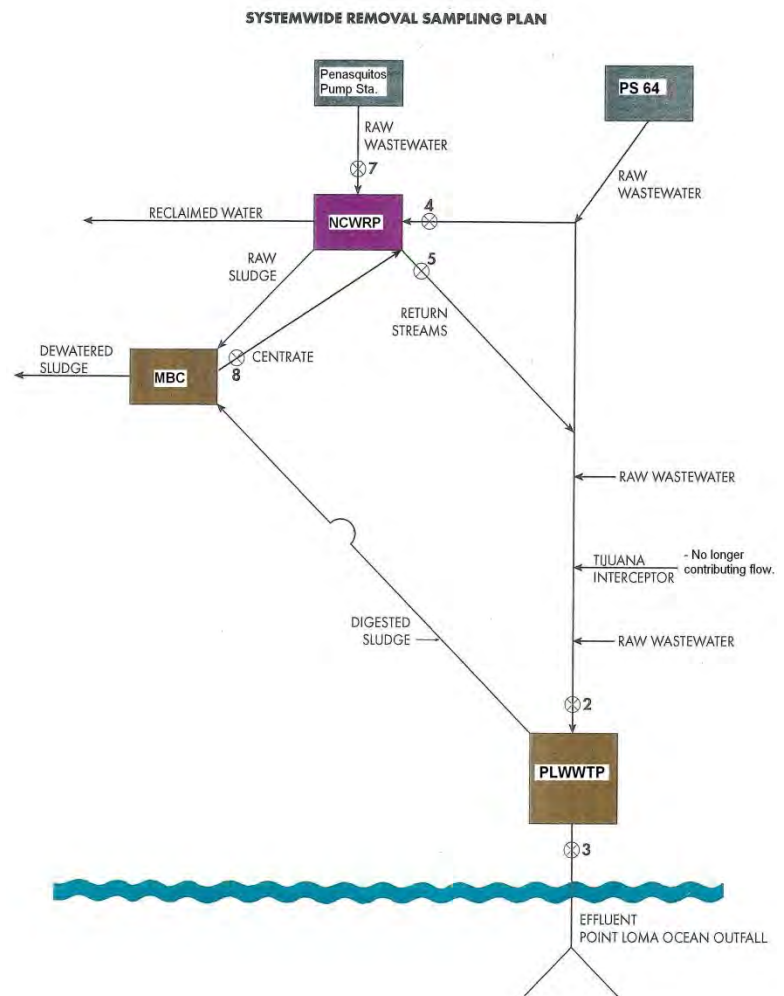 SYSTEMWIDE REMOVAL SAMPLING PLAN
Penasquitos
Pump Sta.
PS 64
RAW
WASTEWATER
7
RAW
WASTEWATER
4
RECLAIMED WATER
NCWRP
5
RAW
SLUDGE
RETURN
STREAMS
DEWATERED
SLUDGE
MBC
8
CENTRATE
RAW WASTEWATER
TIJUANA
INTERCEPTOR
- No longer
contributing flow.
DIGESTED
SLUDGE
RAW WASTEWATER
2
PLWWTP
3
EFFLUENT
POINT LOMA OCEAN OUTFALL